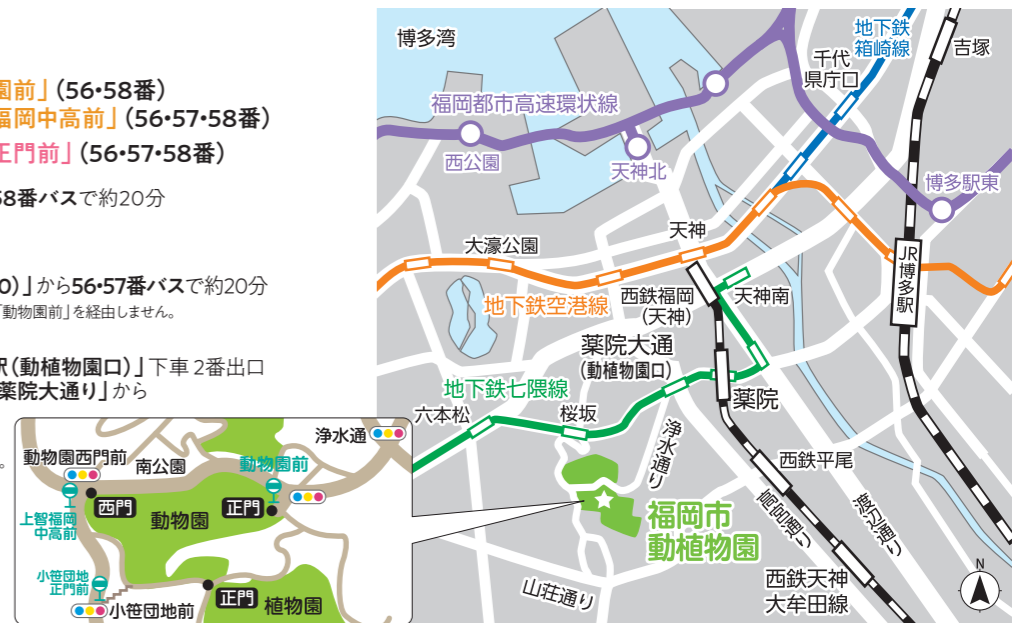 園前」（56・58番）
福岡中高前」（56・57・58番）
正門前」（56・57・58番）
58番バスで約20分
」から56・57番バスで約20分
「動物園前」を経由しません。
駅（動植物園口）」下車 2番出口
薬院大通り」から
博多湾
福岡都市高速環状線
西公園
天神北
千代
県庁口
地下鉄
箱崎線
吉塚
博多駅東
大濠公園
天神
地下鉄空港線
西鉄福岡
（天神）
天神南
JR
博多駅
薬院大通
（動植物園口）
地下鉄七隈線
薬院
六本松
桜坂
浄水通り
西鉄平尾
高宮通り
渡辺通り
福岡市
動植物園
山荘通り
西鉄天神
大牟田線
N
浄水通
動物園西門前
南公園
動物園前
西門
動物園
正門
上智福岡
中高前
小笹団地
正門前
小笹団地前
正門
植物園